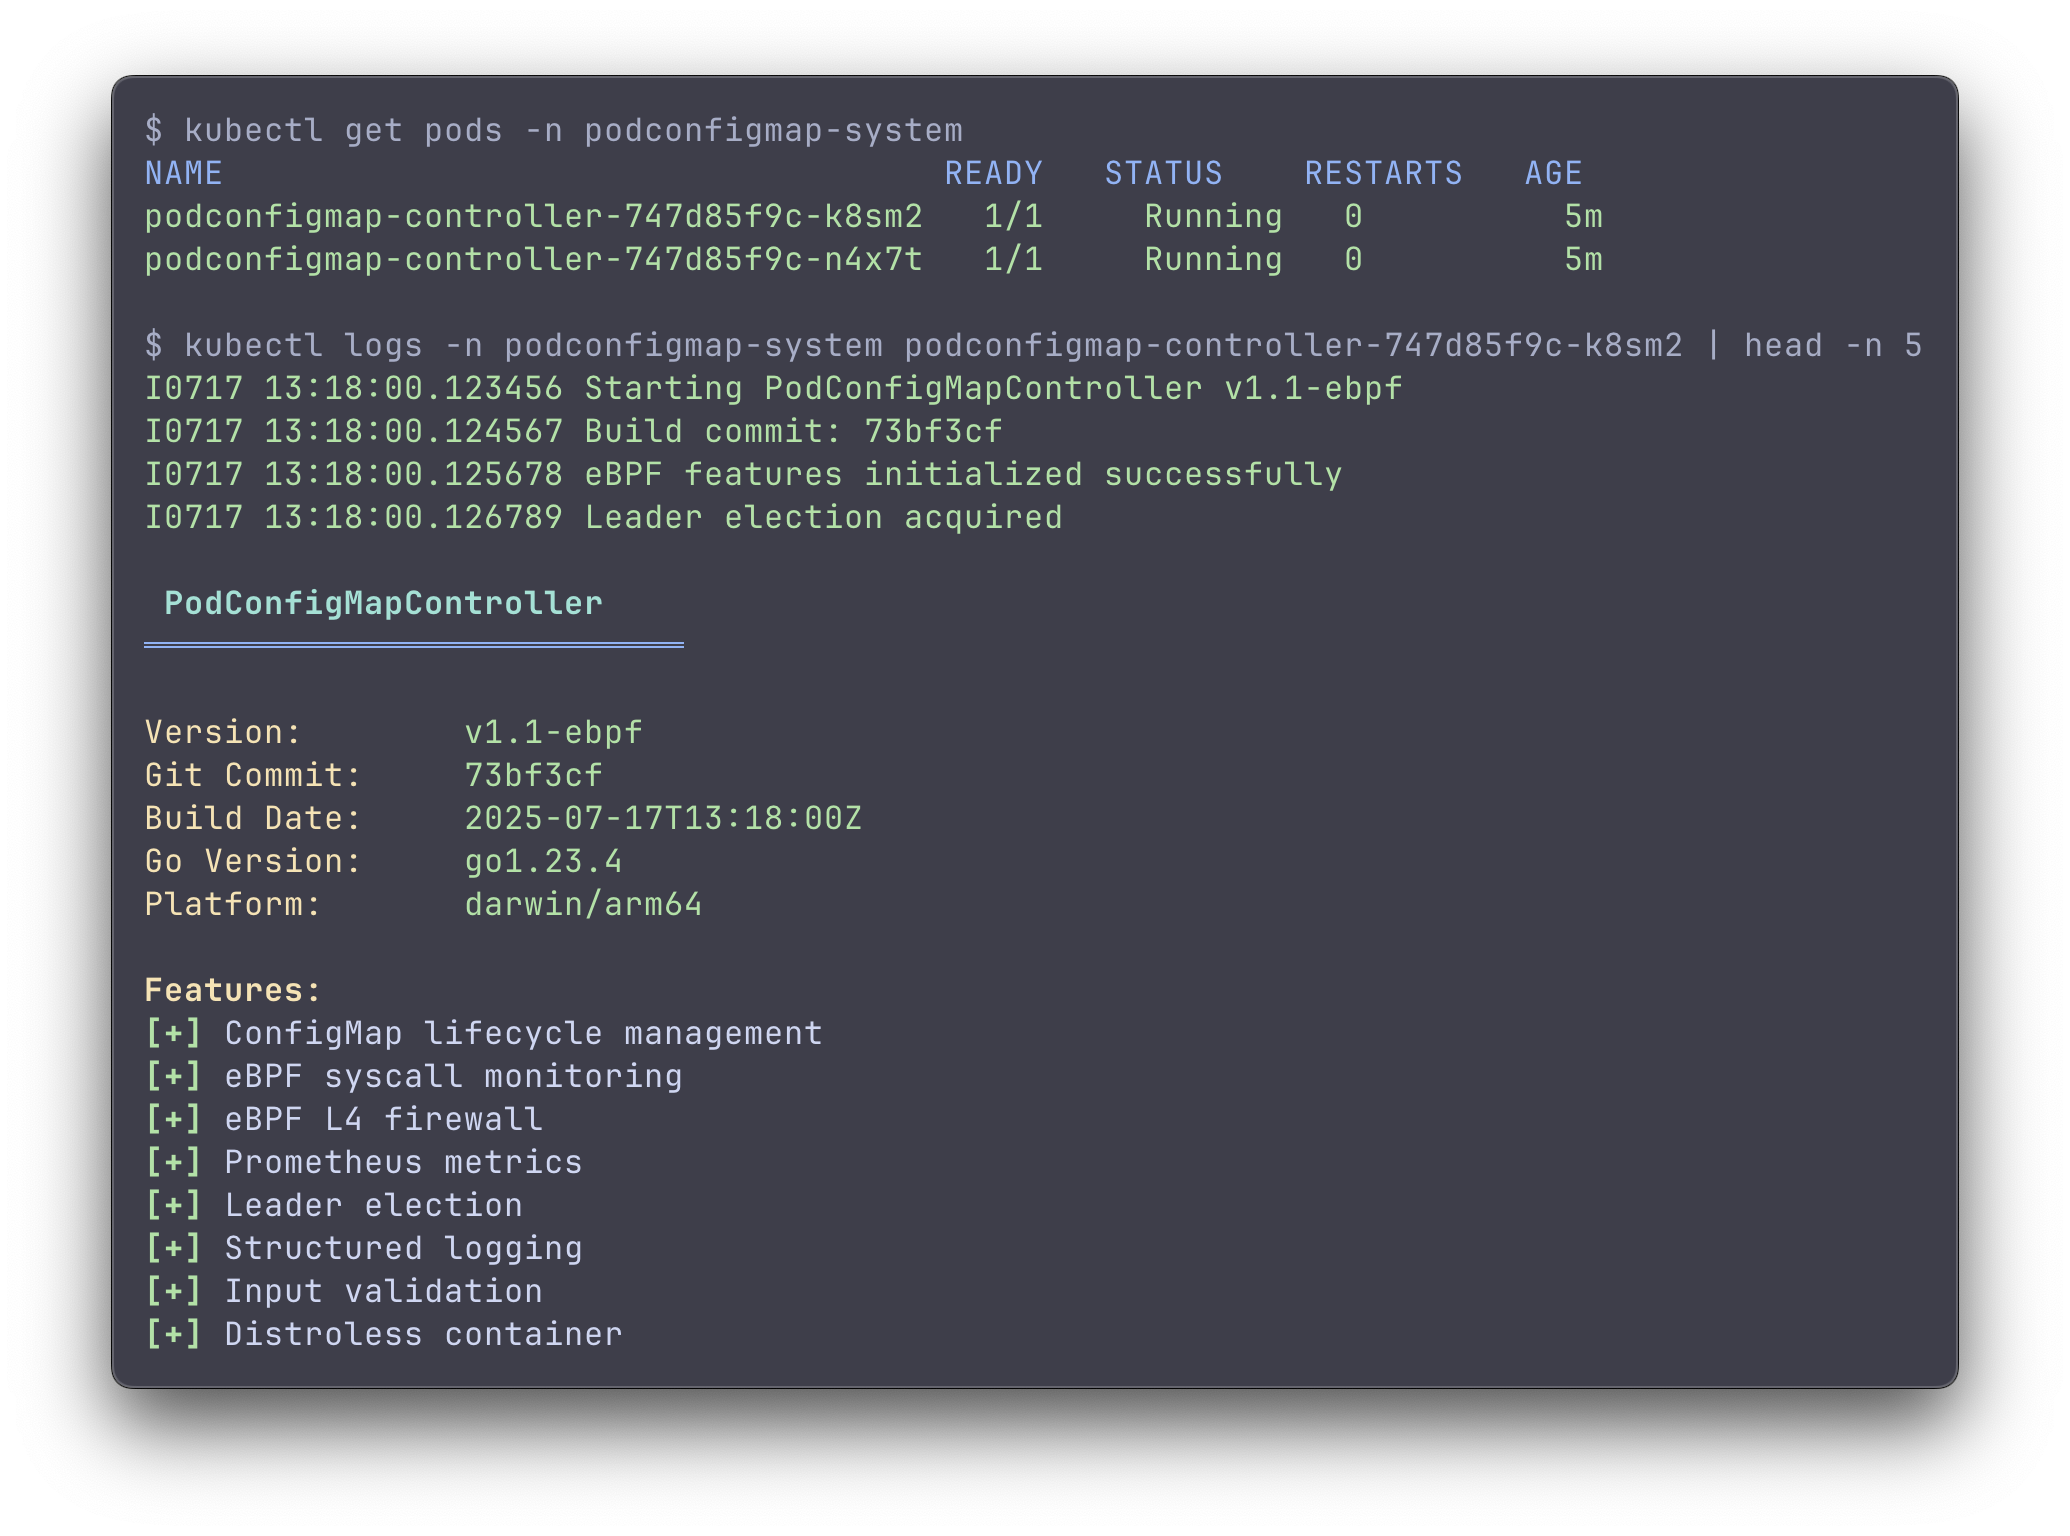 $ kubectl get pods -n podconfigmap-system
NAME                                    READY   STATUS    RESTARTS   AGE
podconfigmap-controller-747d85f9c-k8sm2   1/1     Running   0          5m
podconfigmap-controller-747d85f9c-n4x7t   1/1     Running   0          5m

$ kubectl logs -n podconfigmap-system podconfigmap-controller-747d85f9c-k8sm2 | head -n 5
I0717 13:18:00.123456 Starting PodConfigMapController v1.1-ebpf
I0717 13:18:00.124567 Build commit: 73bf3cf
I0717 13:18:00.125678 eBPF features initialized successfully
I0717 13:18:00.126789 Leader election acquired

PodConfigMapController

Version:        v1.1-ebpf
Git Commit:     73bf3cf
Build Date:     2025-07-17T13:18:00Z
Go Version:     go1.23.4
Platform:       darwin/arm64

Features:
[+] ConfigMap lifecycle management
[+] eBPF syscall monitoring
[+] eBPF L4 firewall
[+] Prometheus metrics
[+] Leader election
[+] Structured logging
[+] Input validation
[+] Distroless container